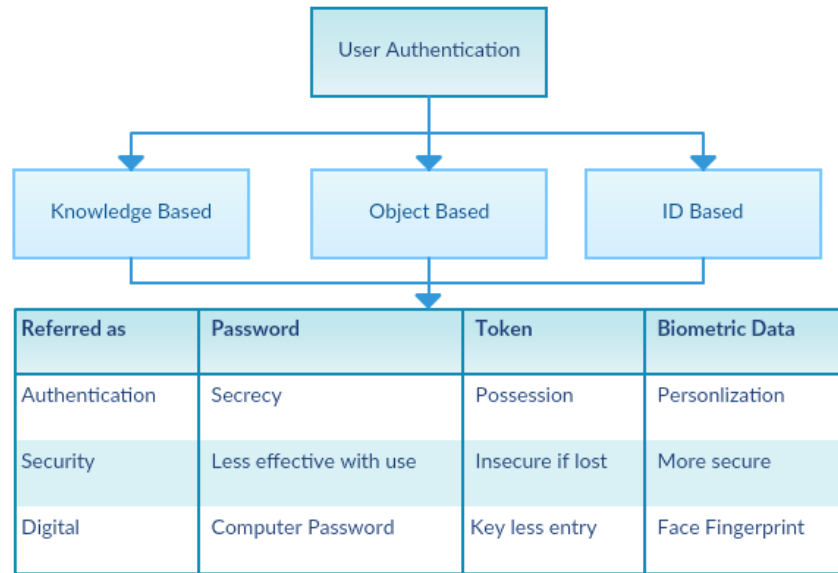 User Authentication
Knowledge Based
Object Based
ID Based
Referred as
Password
Token
Biometric Data
Authentication
Secrecy
Possession
Personlization
Security
Less effective with use
Insecure if lost
More secure
Digital
Computer Password
Key less entry
Face Fingerprint